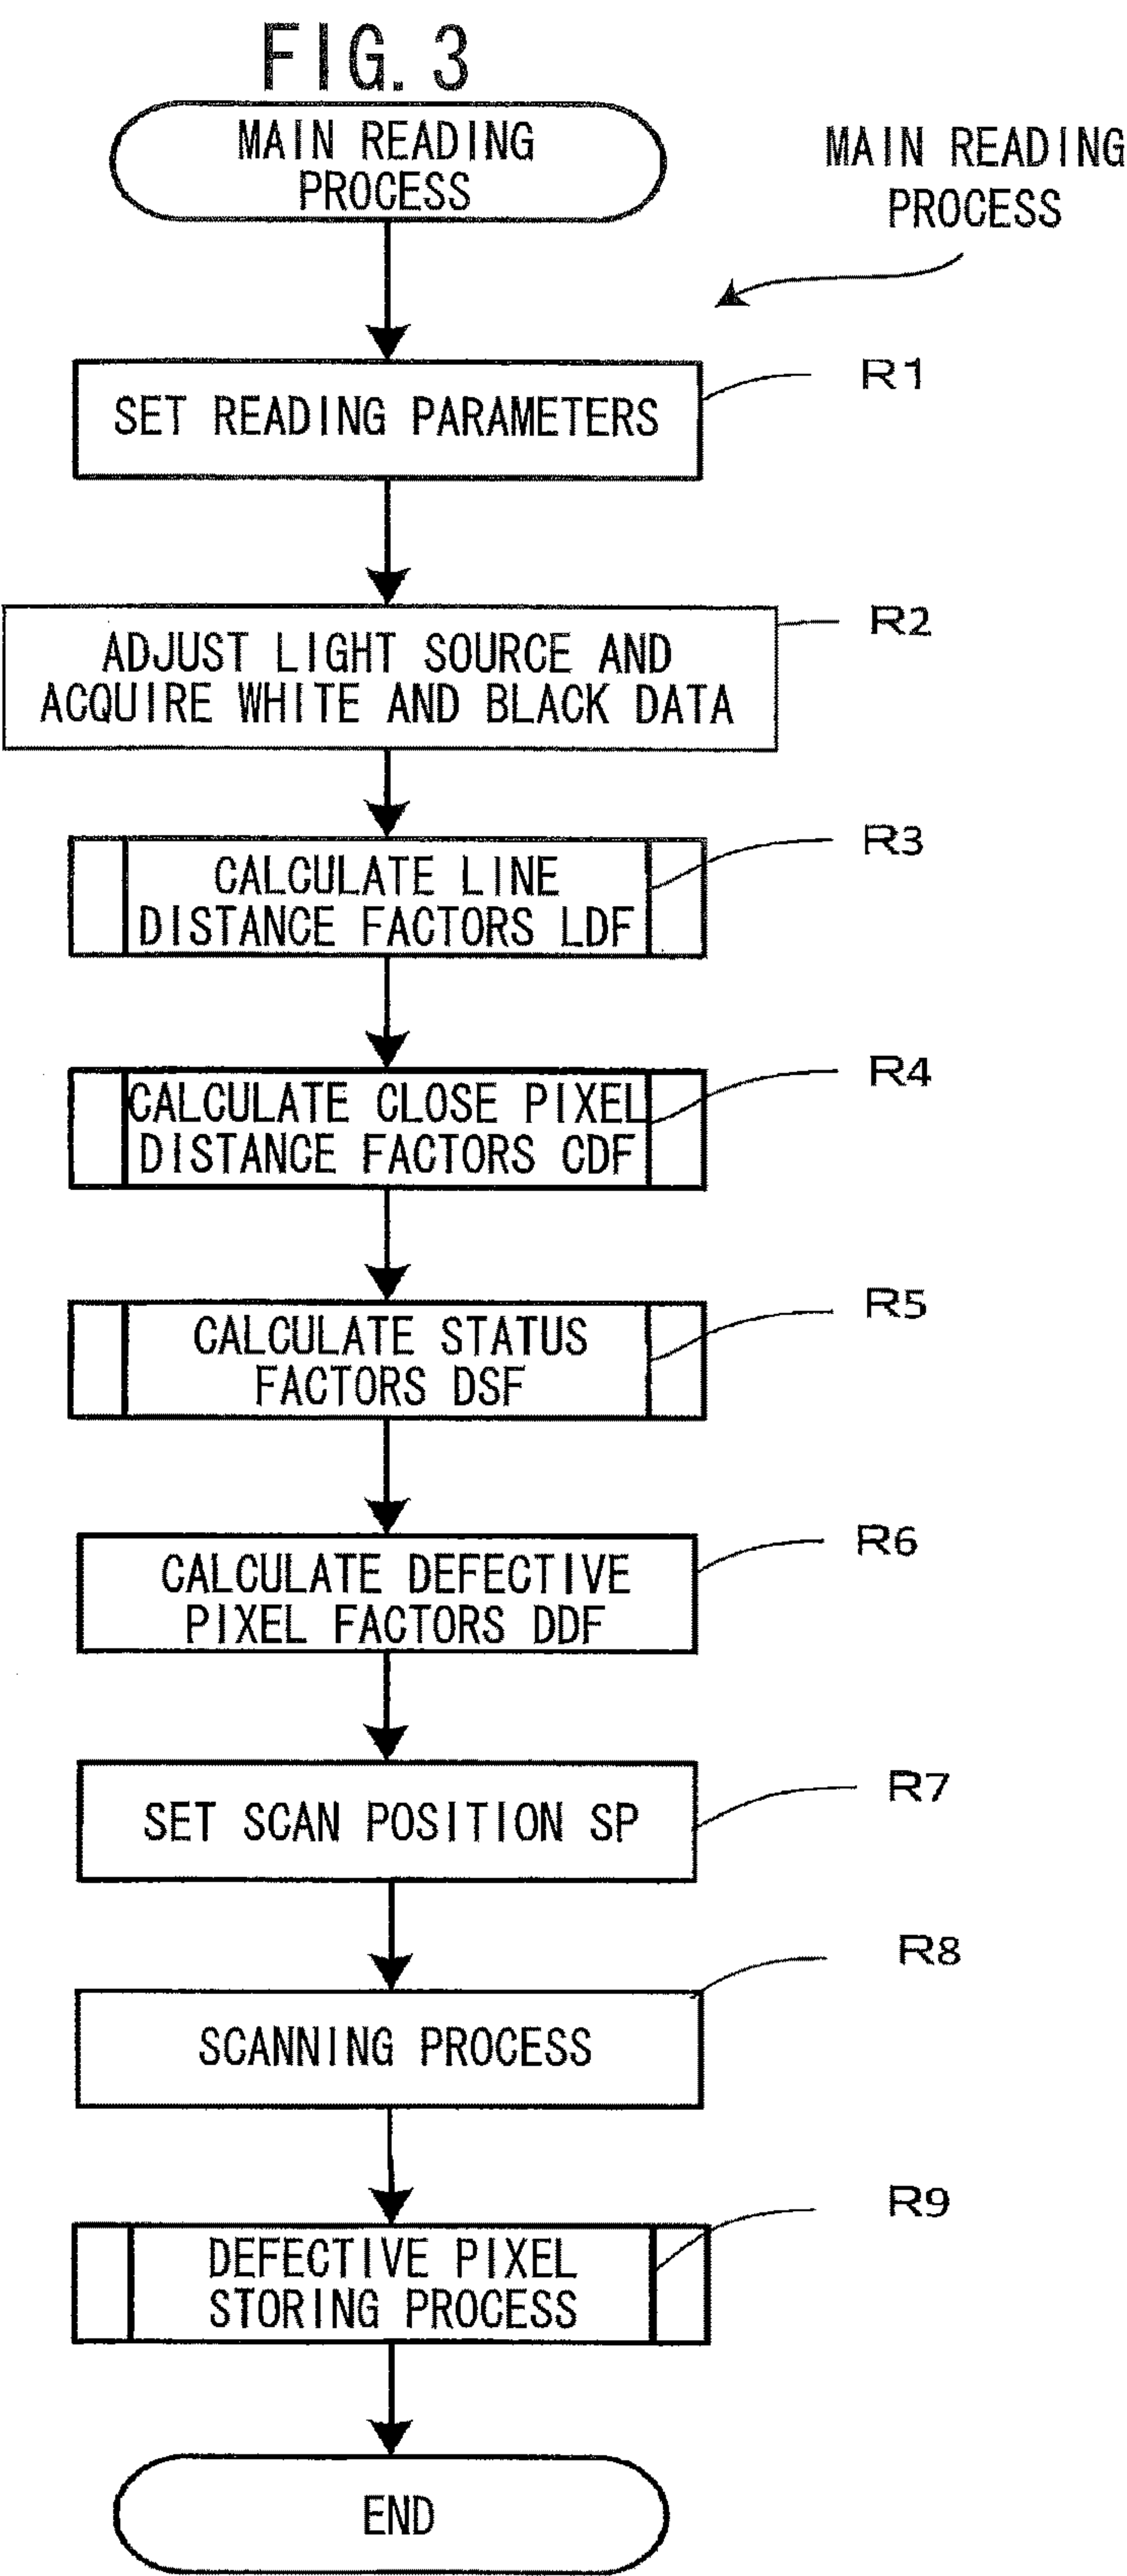 FIG. 3
MAIN READING
PROCESS
MAIN READING
PROCESS
R1
SET READING PARAMETERS
R2
ADJUST LIGHT SOURCE AND
ACQUIRE WHITE AND BLACK DATA
R3
CALCULATE LINE
DISTANCE FACTORS LDF
R4
CALCULATE CLOSE PIXEL
DISTANCE FACTORS CDF
R5
CALCULATE STATUS
FACTORS DSF
R6
CALCULATE DEFECTIVE
PIXEL FACTORS DDF
R7
SET SCAN POSITION SP
R8
SCANNING PROCESS
R9
DEFECTIVE PIXEL
STORING PROCESS
END